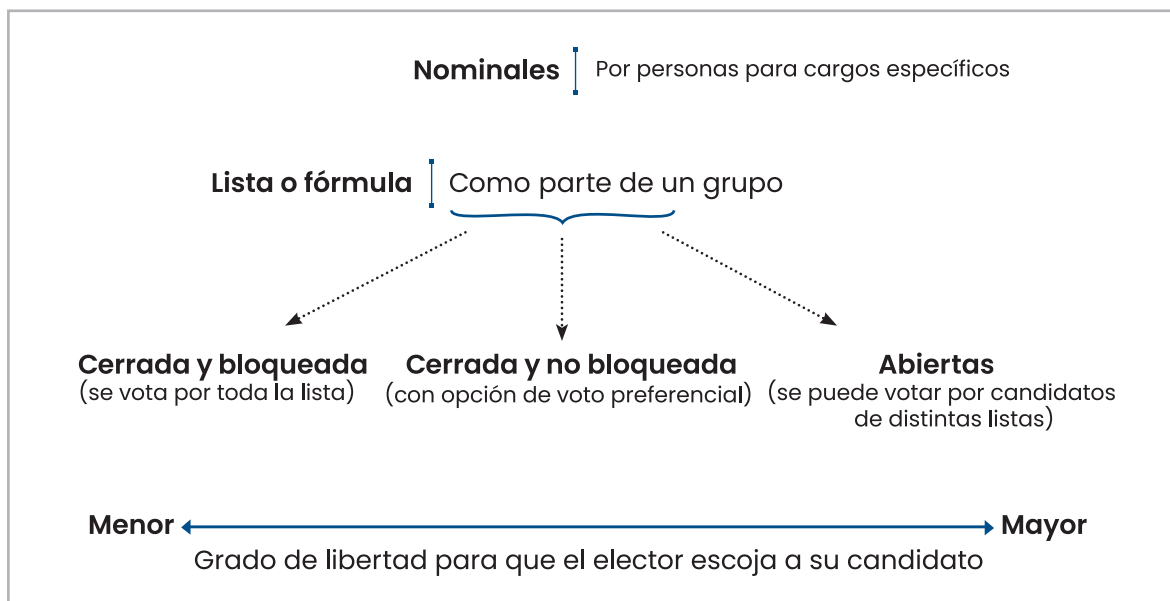 Nominales Por personas para cargos específicos
Lista o fórmula Como parte de un grupo
Cerrada y bloqueada
(se vota por toda la lista)
Cerrada y no bloqueada
(con opción de voto preferencial)
Abiertas
(se puede votar por candidatos
de distintas listas)
Menor Mayor
Grado de libertad para que el elector escoja a su candidato